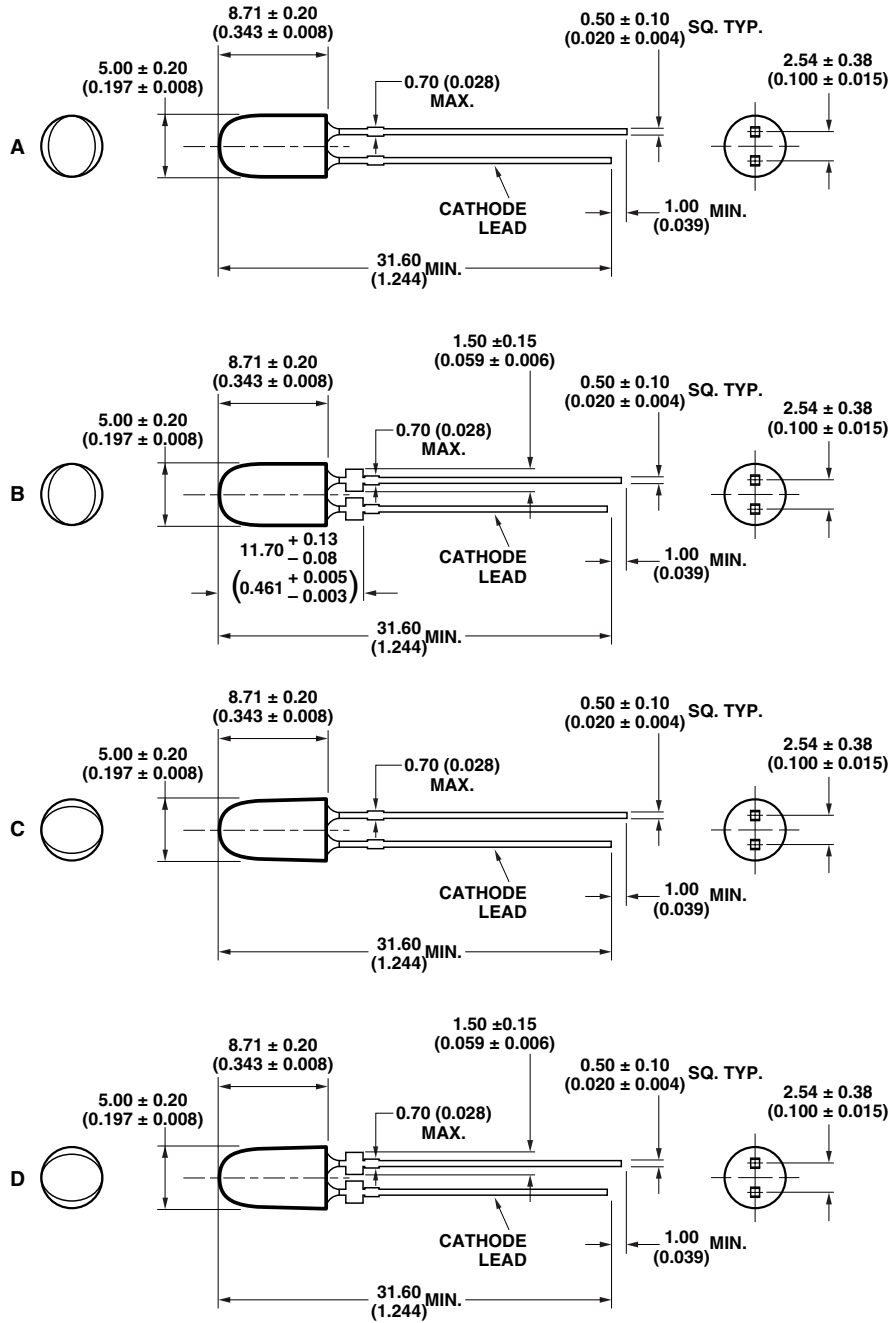 8.71 ± 0.20
(0.343 ± 0.008)
5.00 ± 0.20
(0.197 ± 0.008)
0.70 (0.028)
MAX.
0.50 ± 0.10
(0.020 ± 0.004) SQ. TYP.
2.54 ± 0.38
(0.100 ± 0.015)
A
CATHODE
LEAD
1.00 MIN.
(0.039)
31.60 MIN.
(1.244)
8.71 ± 0.20
(0.343 ± 0.008)
5.00 ± 0.20
(0.197 ± 0.008)
1.50 ±0.15
(0.059 ± 0.006)
0.70 (0.028)
MAX.
0.50 ± 0.10
(0.020 ± 0.004) SQ. TYP.
2.54 ± 0.38
(0.100 ± 0.015)
B
11.70 + 0.13
− 0.08
(0.461 + 0.005
− 0.003)
CATHODE
LEAD
1.00 MIN.
(0.039)
31.60 MIN.
(1.244)
8.71 ± 0.20
(0.343 ± 0.008)
5.00 ± 0.20
(0.197 ± 0.008)
0.70 (0.028)
MAX.
0.50 ± 0.10
(0.020 ± 0.004) SQ. TYP.
2.54 ± 0.38
(0.100 ± 0.015)
C
CATHODE
LEAD
1.00 MIN.
(0.039)
31.60 MIN.
(1.244)
8.71 ± 0.20
(0.343 ± 0.008)
5.00 ± 0.20
(0.197 ± 0.008)
1.50 ±0.15
(0.059 ± 0.006)
0.70 (0.028)
MAX.
0.50 ± 0.10
(0.020 ± 0.004) SQ. TYP.
2.54 ± 0.38
(0.100 ± 0.015)
D
CATHODE
LEAD
1.00 MIN.
(0.039)
31.60 MIN.
(1.244)